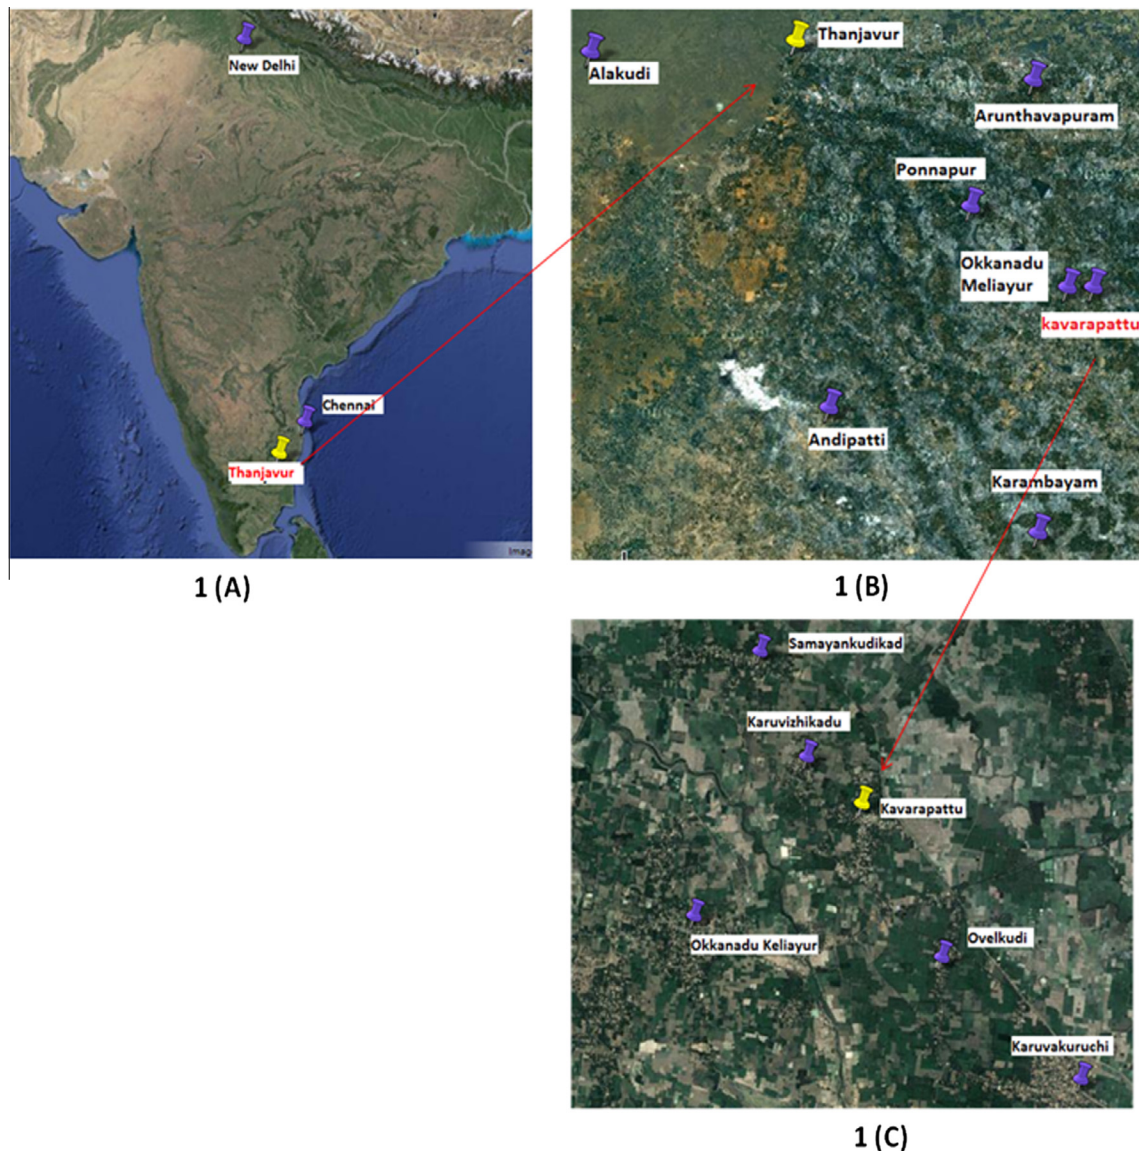 New Delhi
Chennai
Thanjavur
Imag
1 (A)
Thanjavur
Alakudi
Arunthavapuram
Ponnapur
Okkanadu
Meliayur
kavarapattu
Andipatti
Karambayam
1 (B)
Samayankudikad
Karuvizhikadu
Kavarapattu
Okkanadu Keliayur
Ovelkudi
Karuvakuruchi
1 (C)